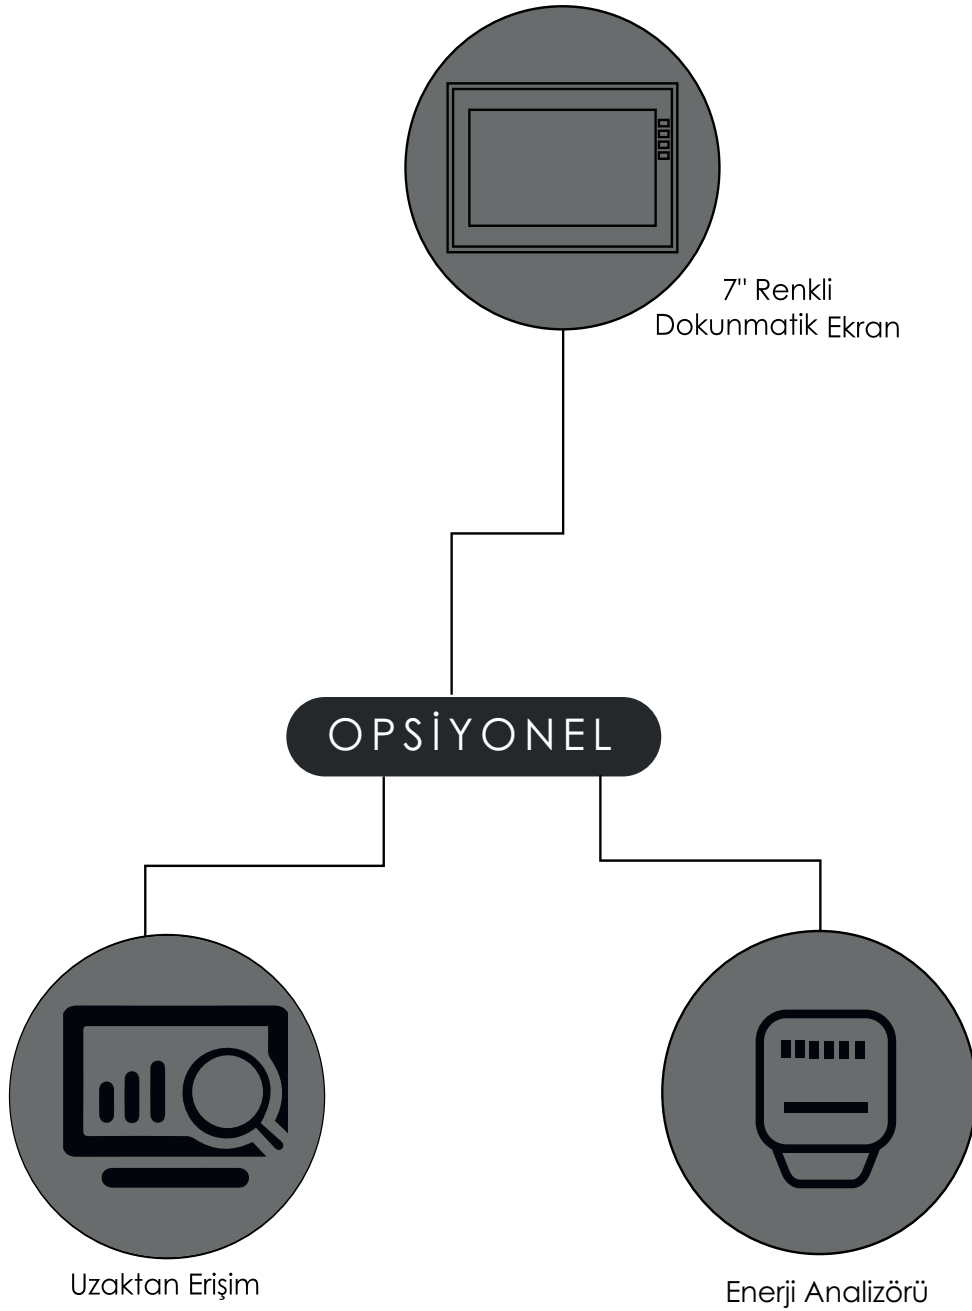 7" Renkli
Dokunmatik Ekran
OPSİYONEL
Uzaktan Erişim
Enerji Analizörü